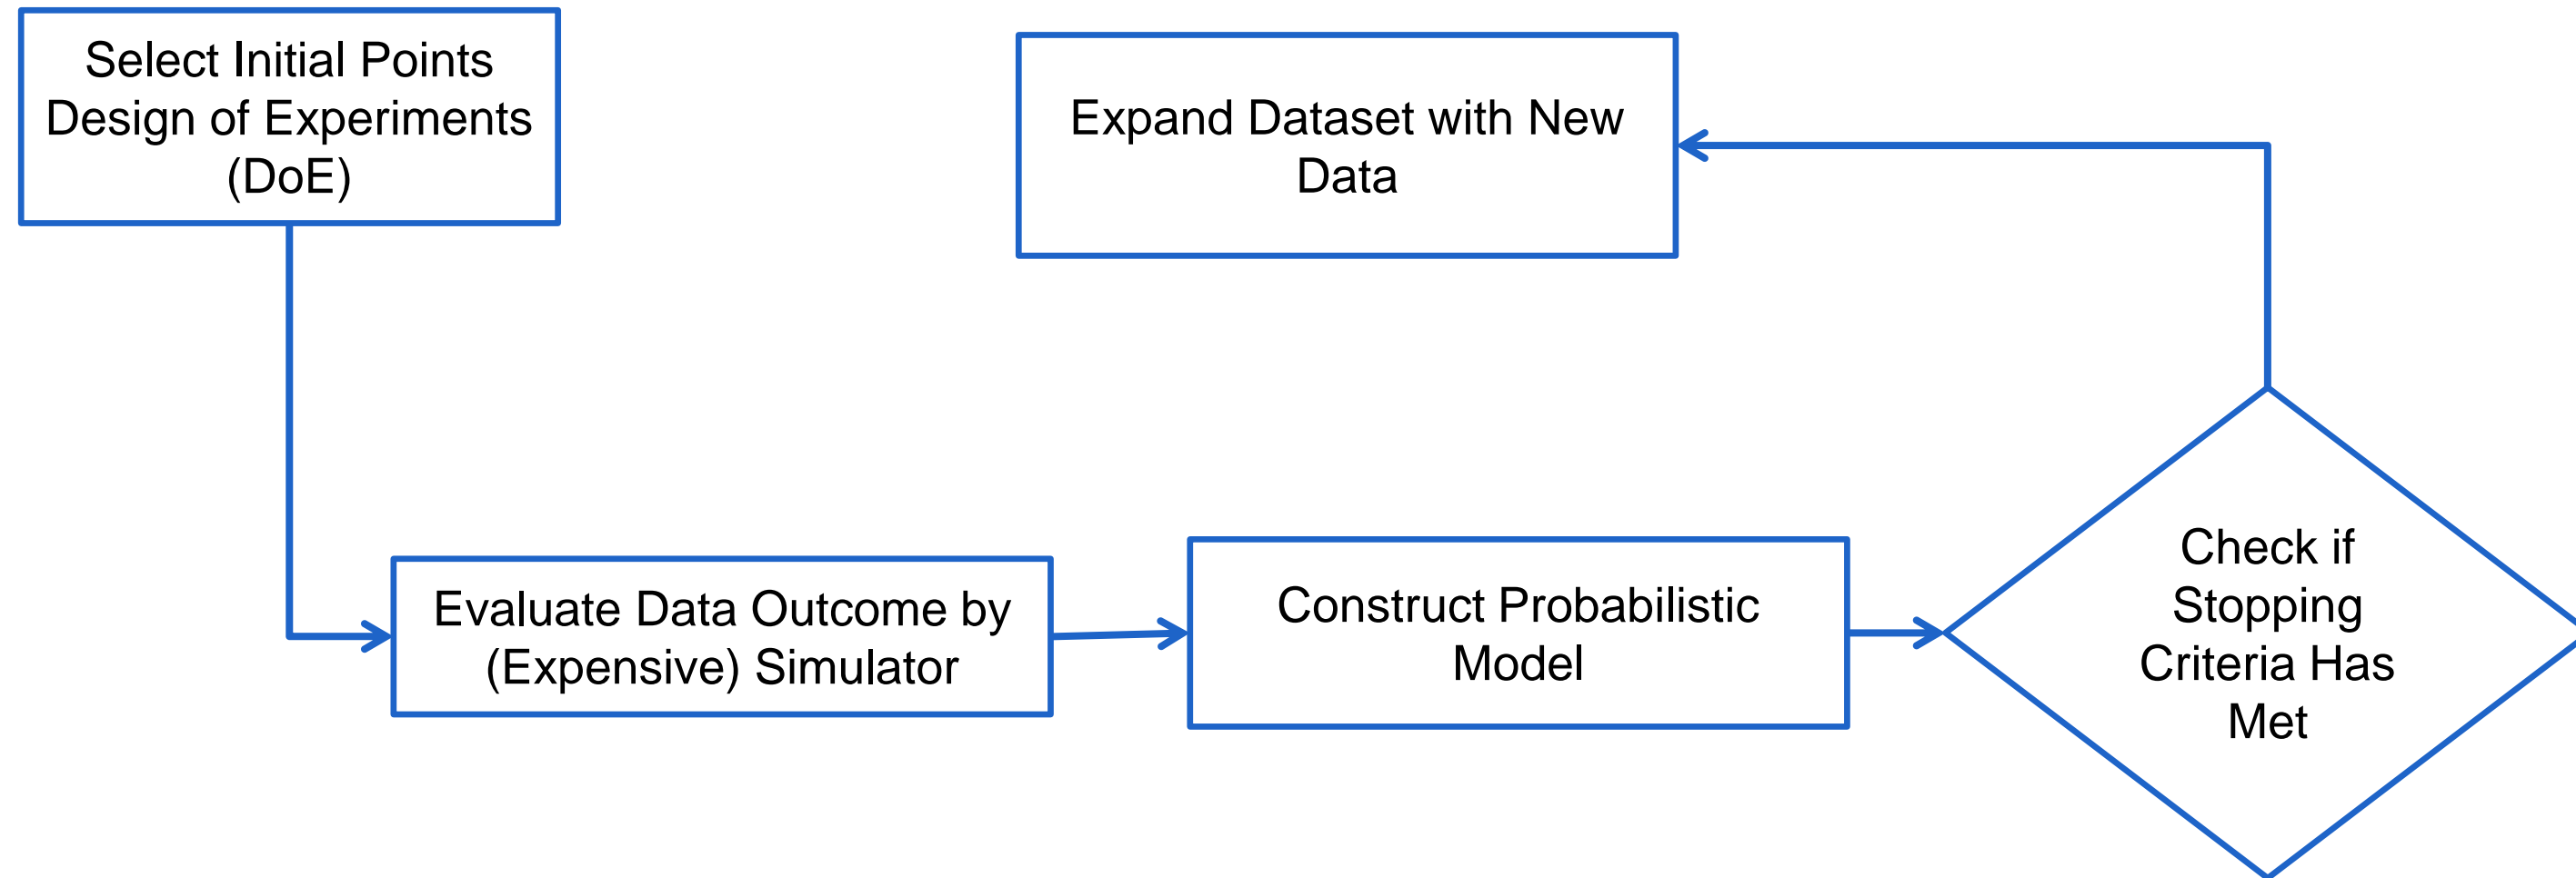 Select Initial Points
Design of Experiments
(DoE)
Expand Dataset with New
Data
Evaluate Data Outcome by
(Expensive) Simulator
Construct Probabilistic
Model
Check if
Stopping
Criteria Has
Met